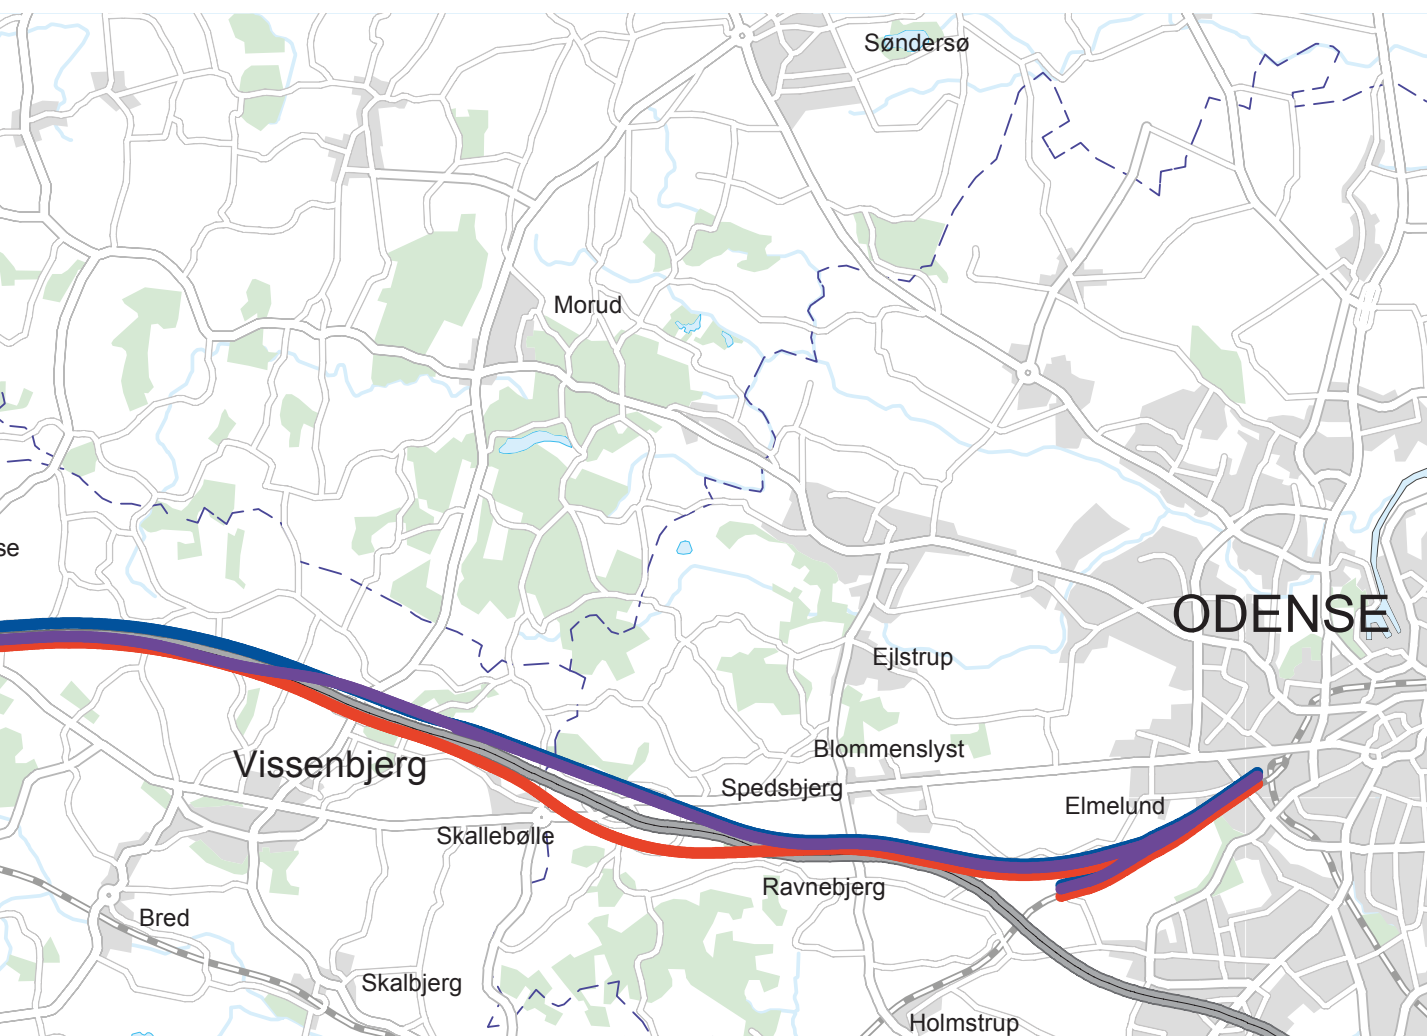 Søndersø
Morud
se
ODENSE
Ejlstrup
Blommenslyst
Vissenbjerg
Spedsbjerg
Elmelund
Skallebølle
Ravnebjerg
Bred
Skalbjerg
Holmstrup